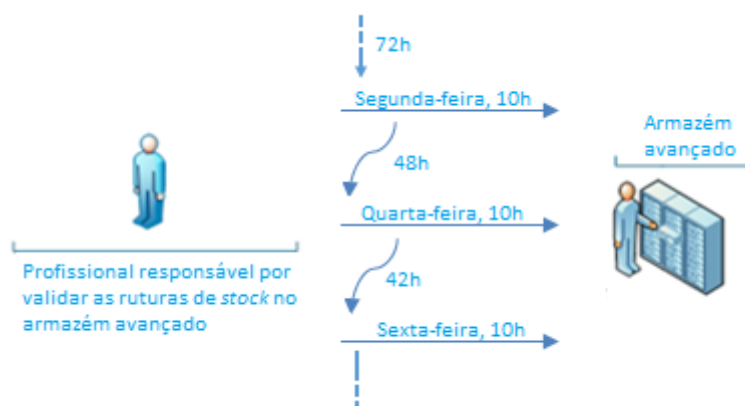 72h
Segunda-feira, 10h
Armazém
avançado
48h
Quarta-feira, 10h
Profissional responsável por
validar as ruturas de stock no
armazém avançado
42h
Sexta-feira, 10h